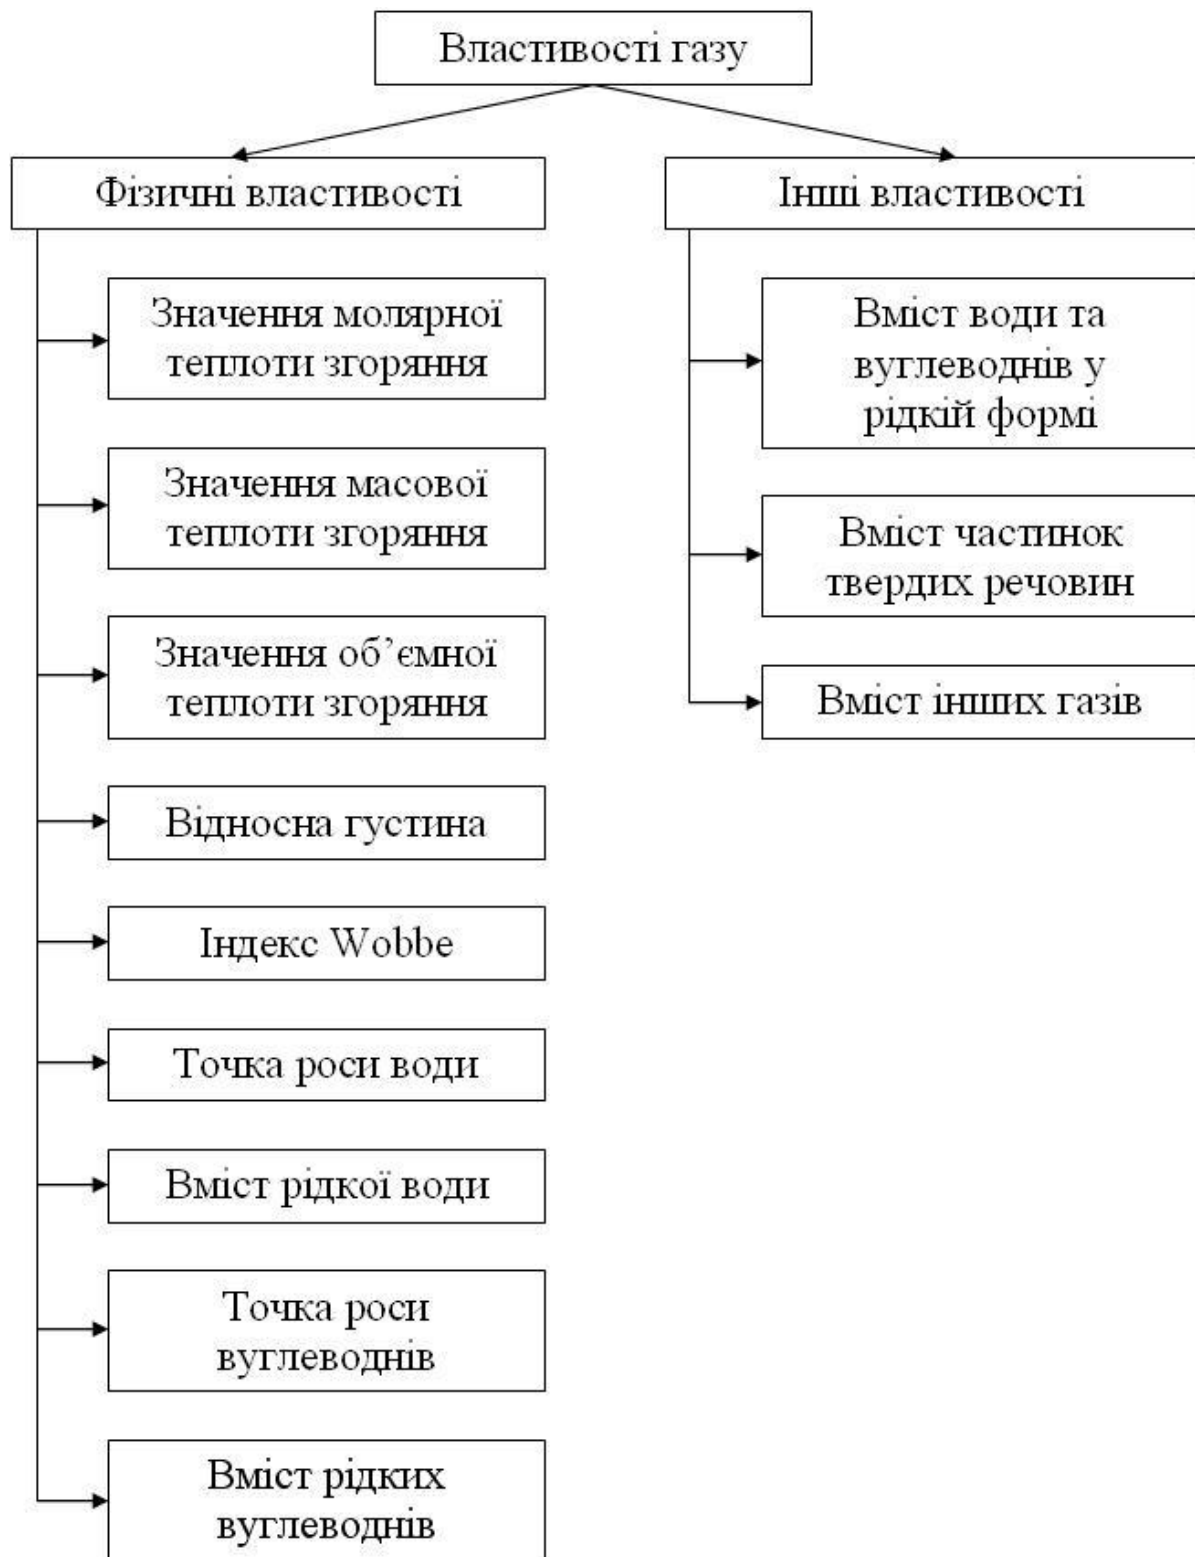 Властивості газу
Фізичні властивості
Значення молярної
теплоти згоряння
Значення масової
теплоти згоряння
Значення об’ємної
теплоти згоряння
Відносна густина
Індекс Wobbe
Точка роси води
Вміст рідкої води
Точка роси
вуглеводнів
Вміст рідких
вуглеводнів
Інші властивості
Вміст води та
вуглеводнів у
рідкій формі
Вміст частинок
твердих речовин
Вміст інших газів